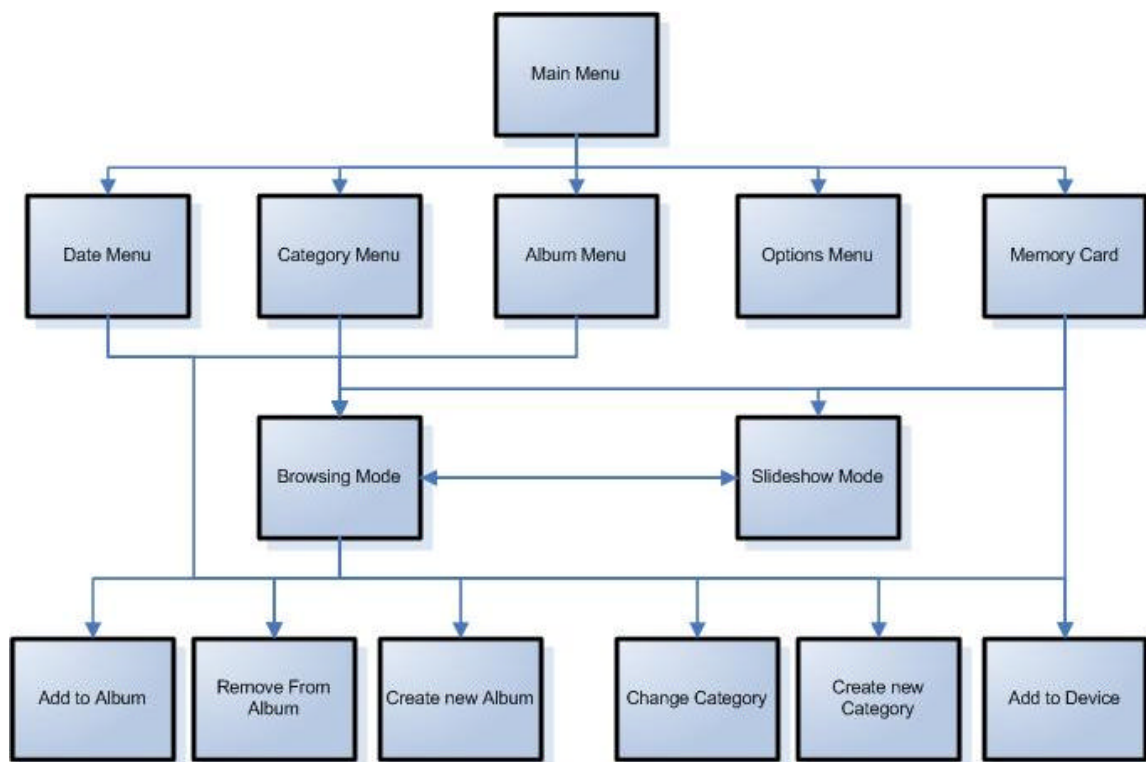 Main Menu
Date Menu
Category Menu
Album Menu
Options Menu
Memory Card
Browsing Mode
Slideshow Mode
Add to Album
Remove From
Album
Create new Album
Change Category
Create new
Category
Add to Device